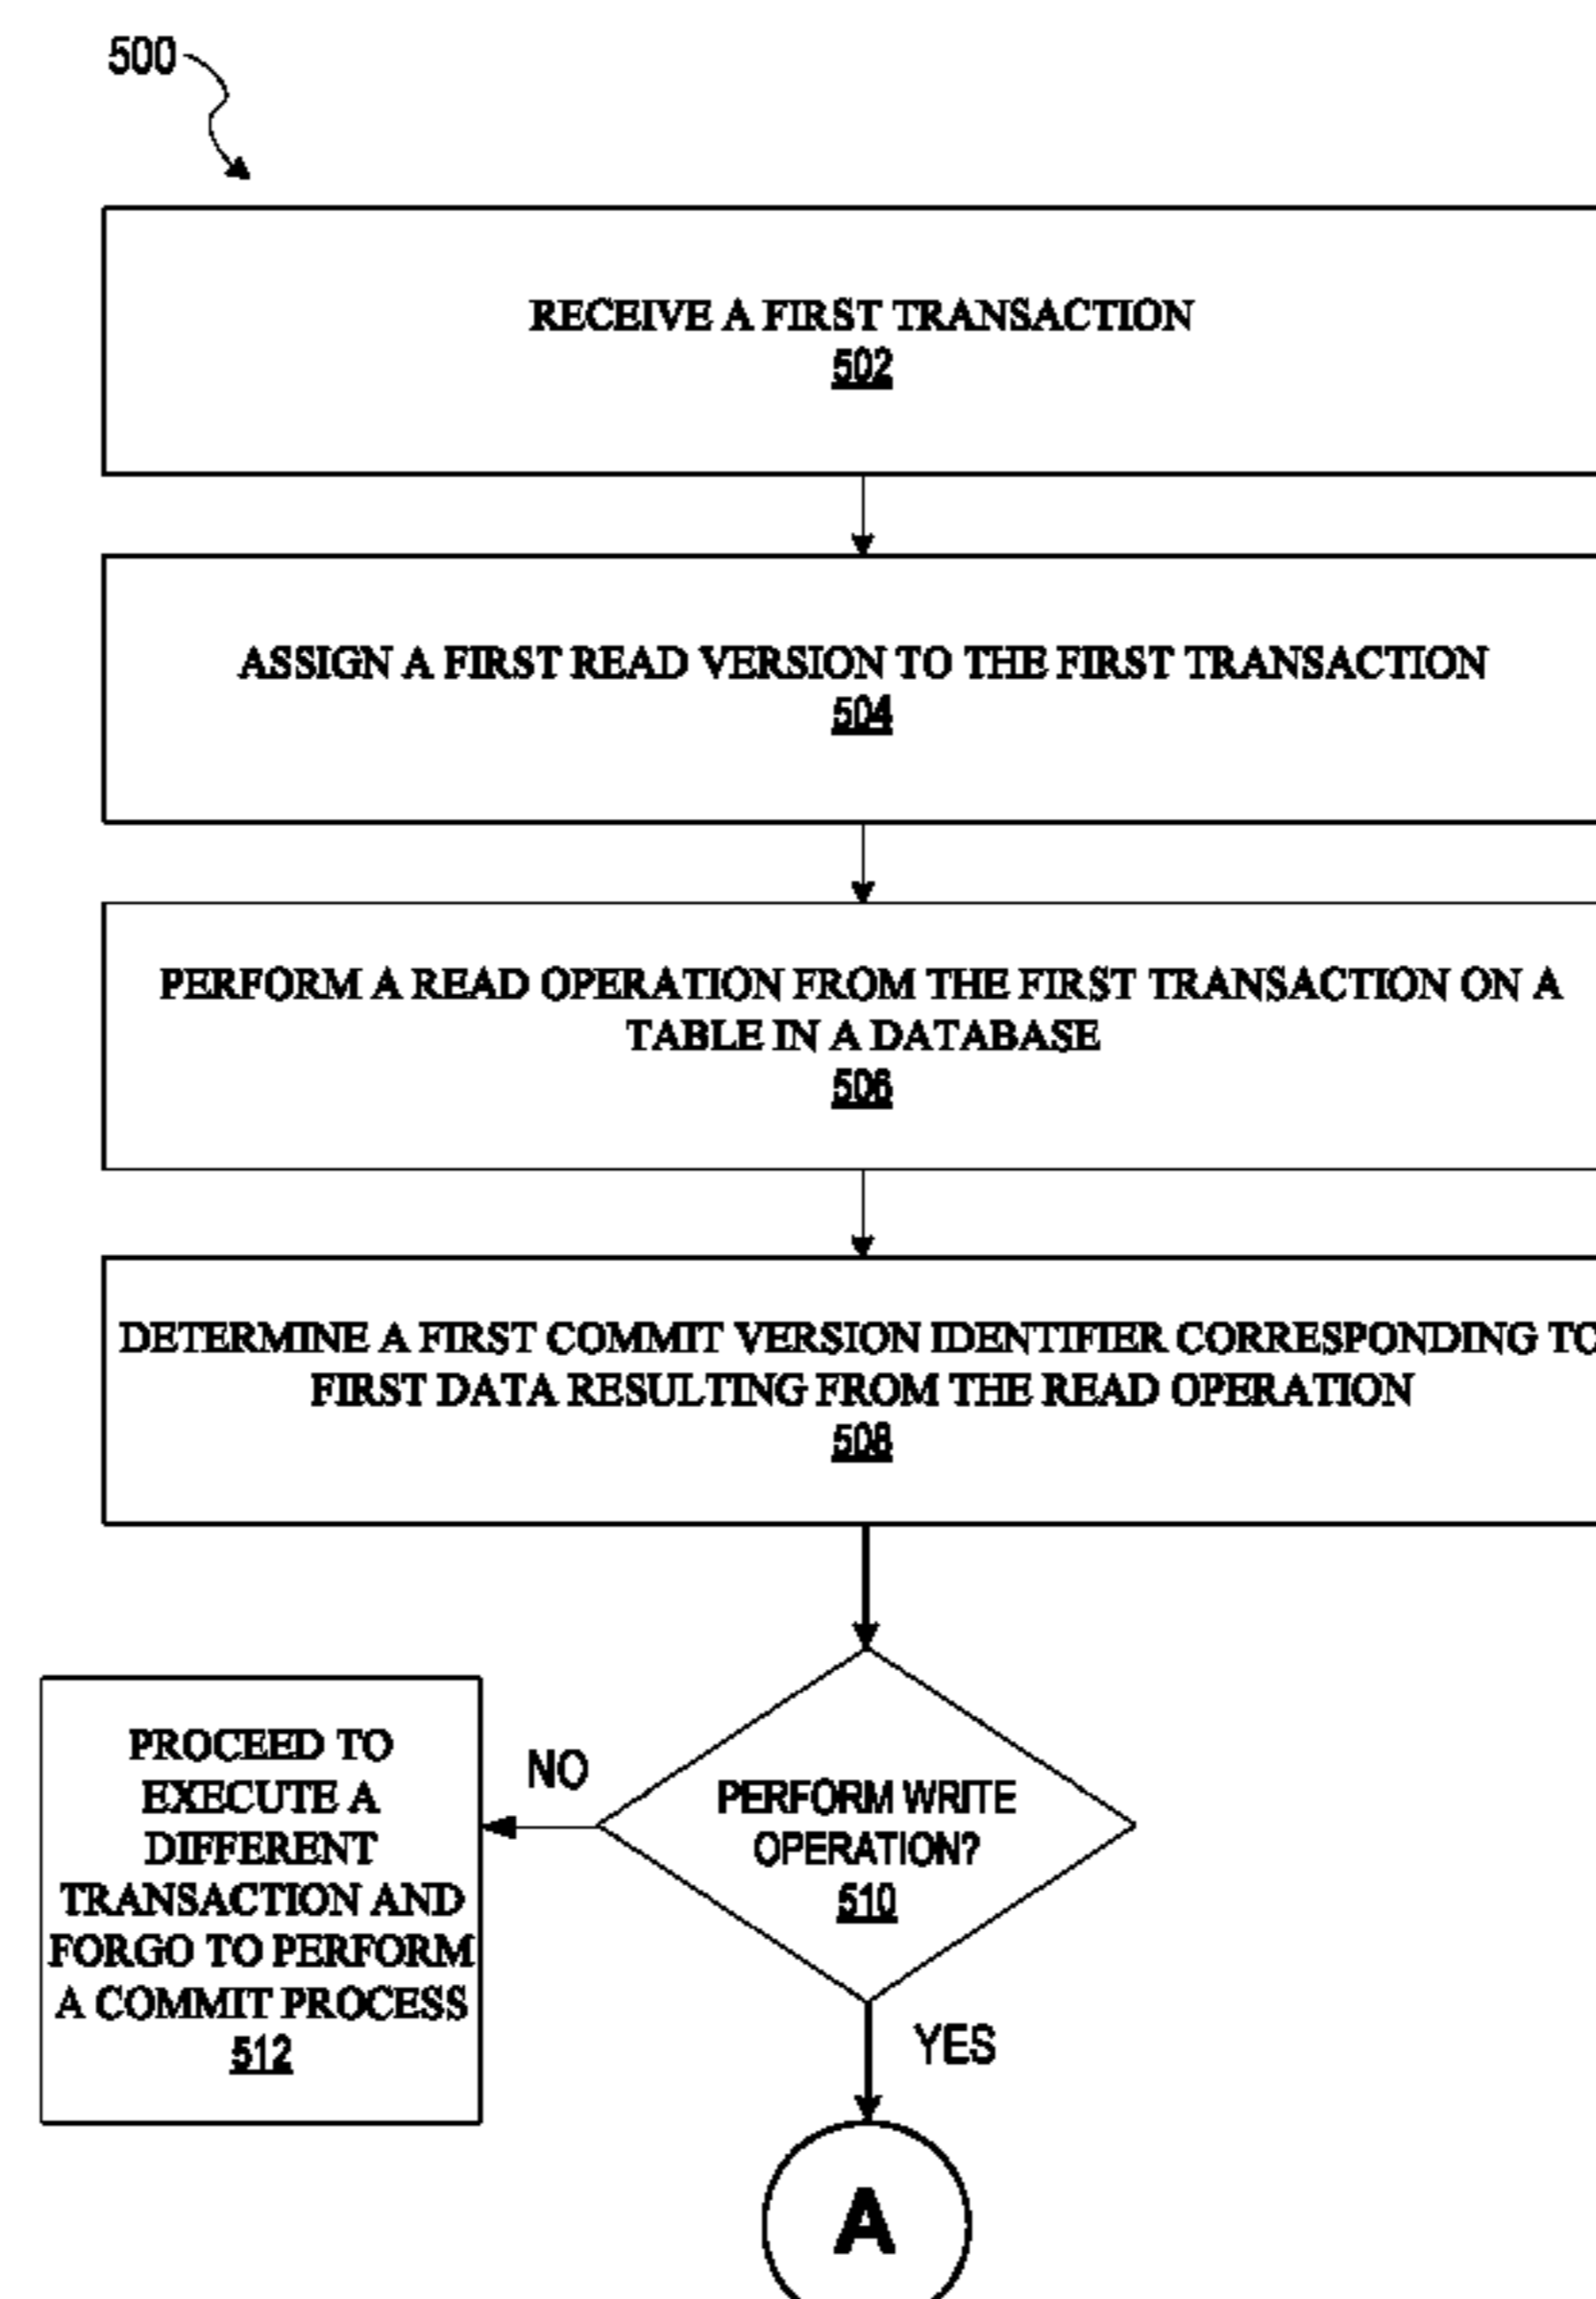 500
RECEIVE A FIRST TRANSACTION
502
ASSIGN A FIRST READ VERSION TO THE FIRST TRANSACTION
504
PERFORM A READ OPERATION FROM THE FIRST TRANSACTION ON A
TABLE IN A DATABASE
506
DETERMINE A FIRST COMMIT VERSION IDENTIFIER CORRESPONDING TO
FIRST DATA RESULTING FROM THE READ OPERATION
508
PROCEED TO
EXECUTE A
DIFFERENT
TRANSACTION AND
FORGO TO PERFORM
A COMMIT PROCESS
512
NO
PERFORM WRITE
OPERATION?
510
YES
A